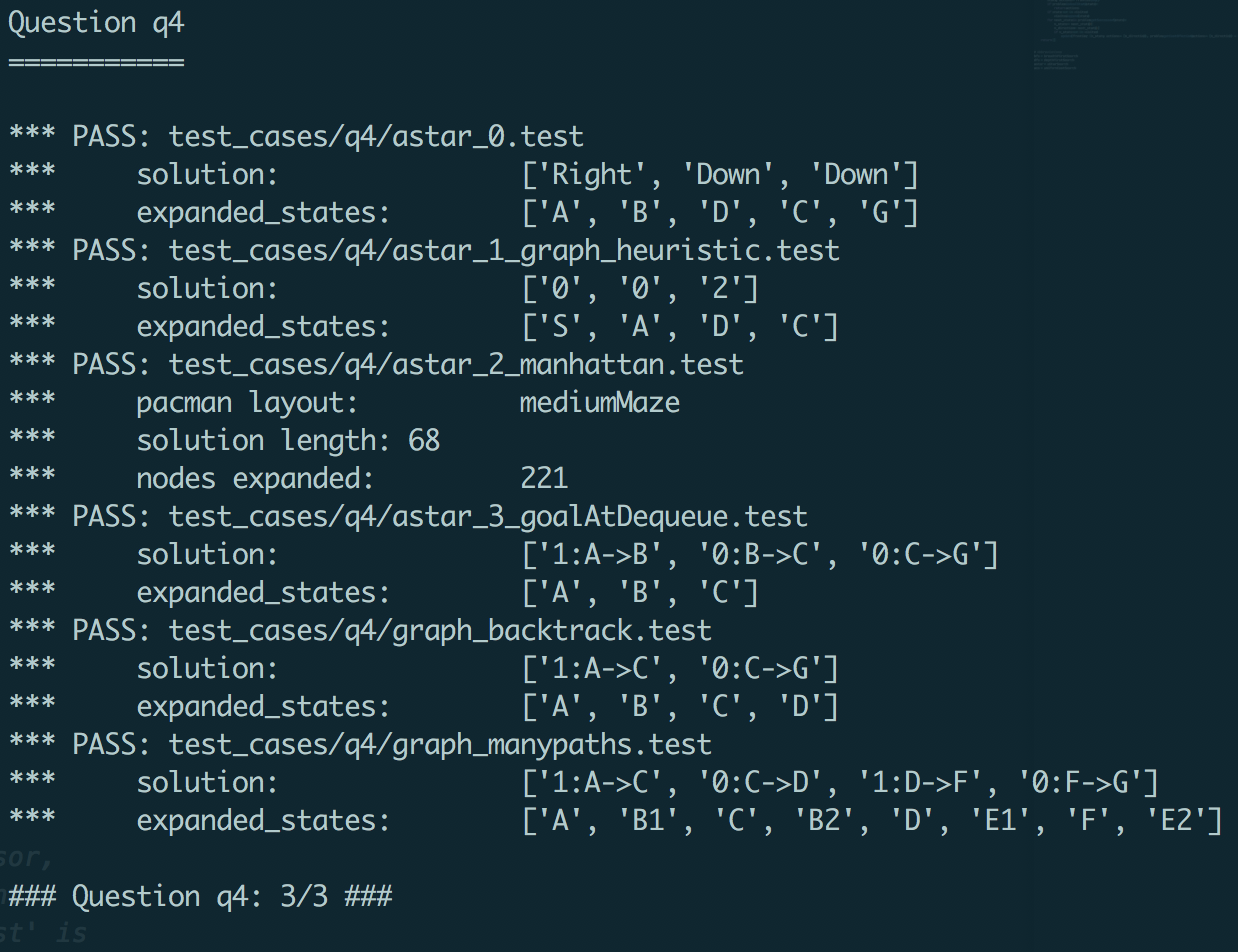 Question q4
===========
*** PASS: test_cases/q4/astar_0.test
***     solution:               ['Right', 'Down', 'Down']
***     expanded_states:        ['A', 'B', 'D', 'C', 'G']
*** PASS: test_cases/q4/astar_1_graph_heuristic.test
***     solution:               ['0', '0', '2']
***     expanded_states:        ['S', 'A', 'D', 'C']
*** PASS: test_cases/q4/astar_2_manhattan.test
***     pacman layout:          mediumMaze
***     solution length: 68
***     nodes expanded:         221
*** PASS: test_cases/q4/astar_3_goalAtDequeue.test
***     solution:               ['1:A->B', '0:B->C', '0:C->G']
***     expanded_states:        ['A', 'B', 'C']
*** PASS: test_cases/q4/graph_backtrack.test
***     solution:               ['1:A->C', '0:C->G']
***     expanded_states:        ['A', 'B', 'C', 'D']
*** PASS: test_cases/q4/graph_manypaths.test
***     solution:               ['1:A->C', '0:C->D', '1:D->F', '0:F->G']
***     expanded_states:        ['A', 'B1', 'C', 'B2', 'D', 'E1', 'F', 'E2']
sor,
### Question q4: 3/3 ###
st' is